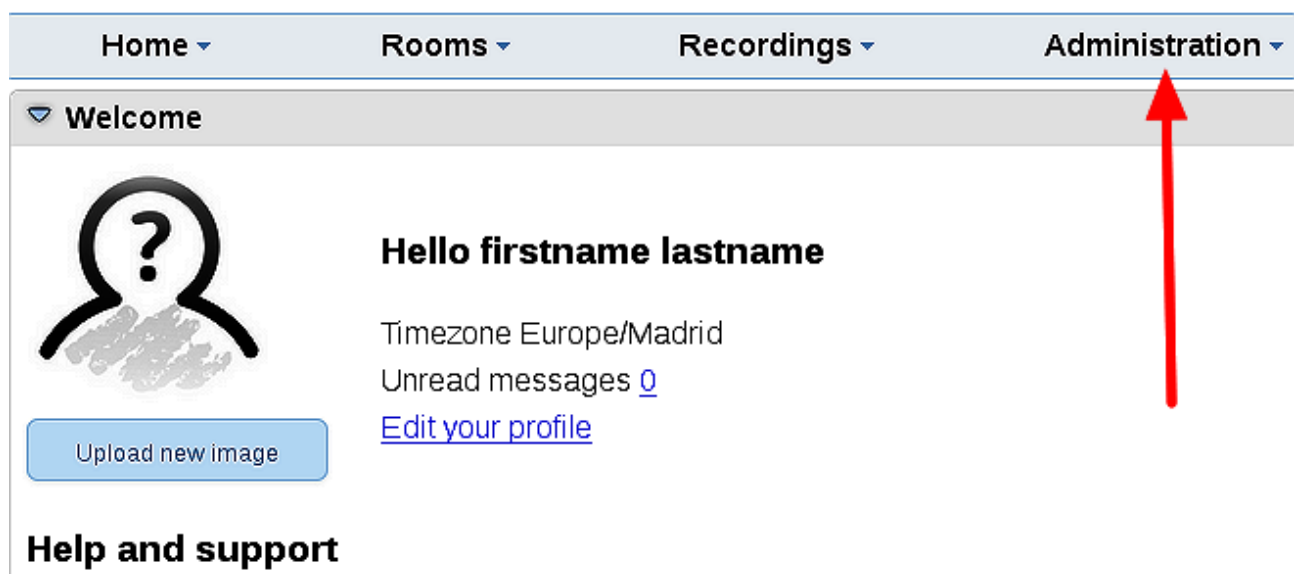 Home Rooms Recordings Administration
Welcome
?
Hello firstname lastname
Timezone Europe/Madrid
Unread messages 0
Edit your profile
Upload new image
Help and support